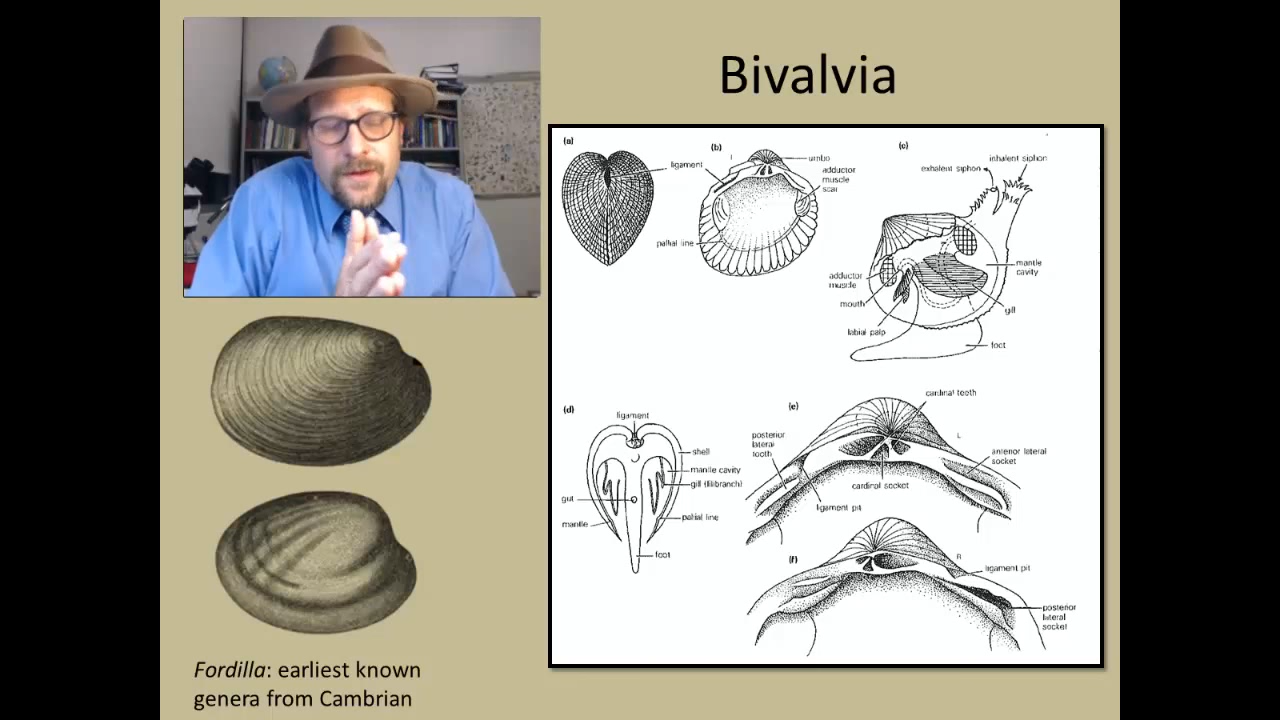 Bivalvia
(a)
ligament
(b)
umbo
adductor
muscle
scar
pallial line
(c)
exhalent siphon
inhalent siphon
mantle
cavity
adductor
muscle
mouth
gill
labial palp
foot
(d)
ligament
shell
mantle cavity
gill (filibranch)
gut
pallial line
mantle
foot
(e)
cardinal teeth
L
posterior
lateral
tooth
anterior lateral
socket
cardinal socket
ligament pit
(f)
R
ligament pit
posterior
lateral
socket
Fordilla: earliest known
genera from Cambrian